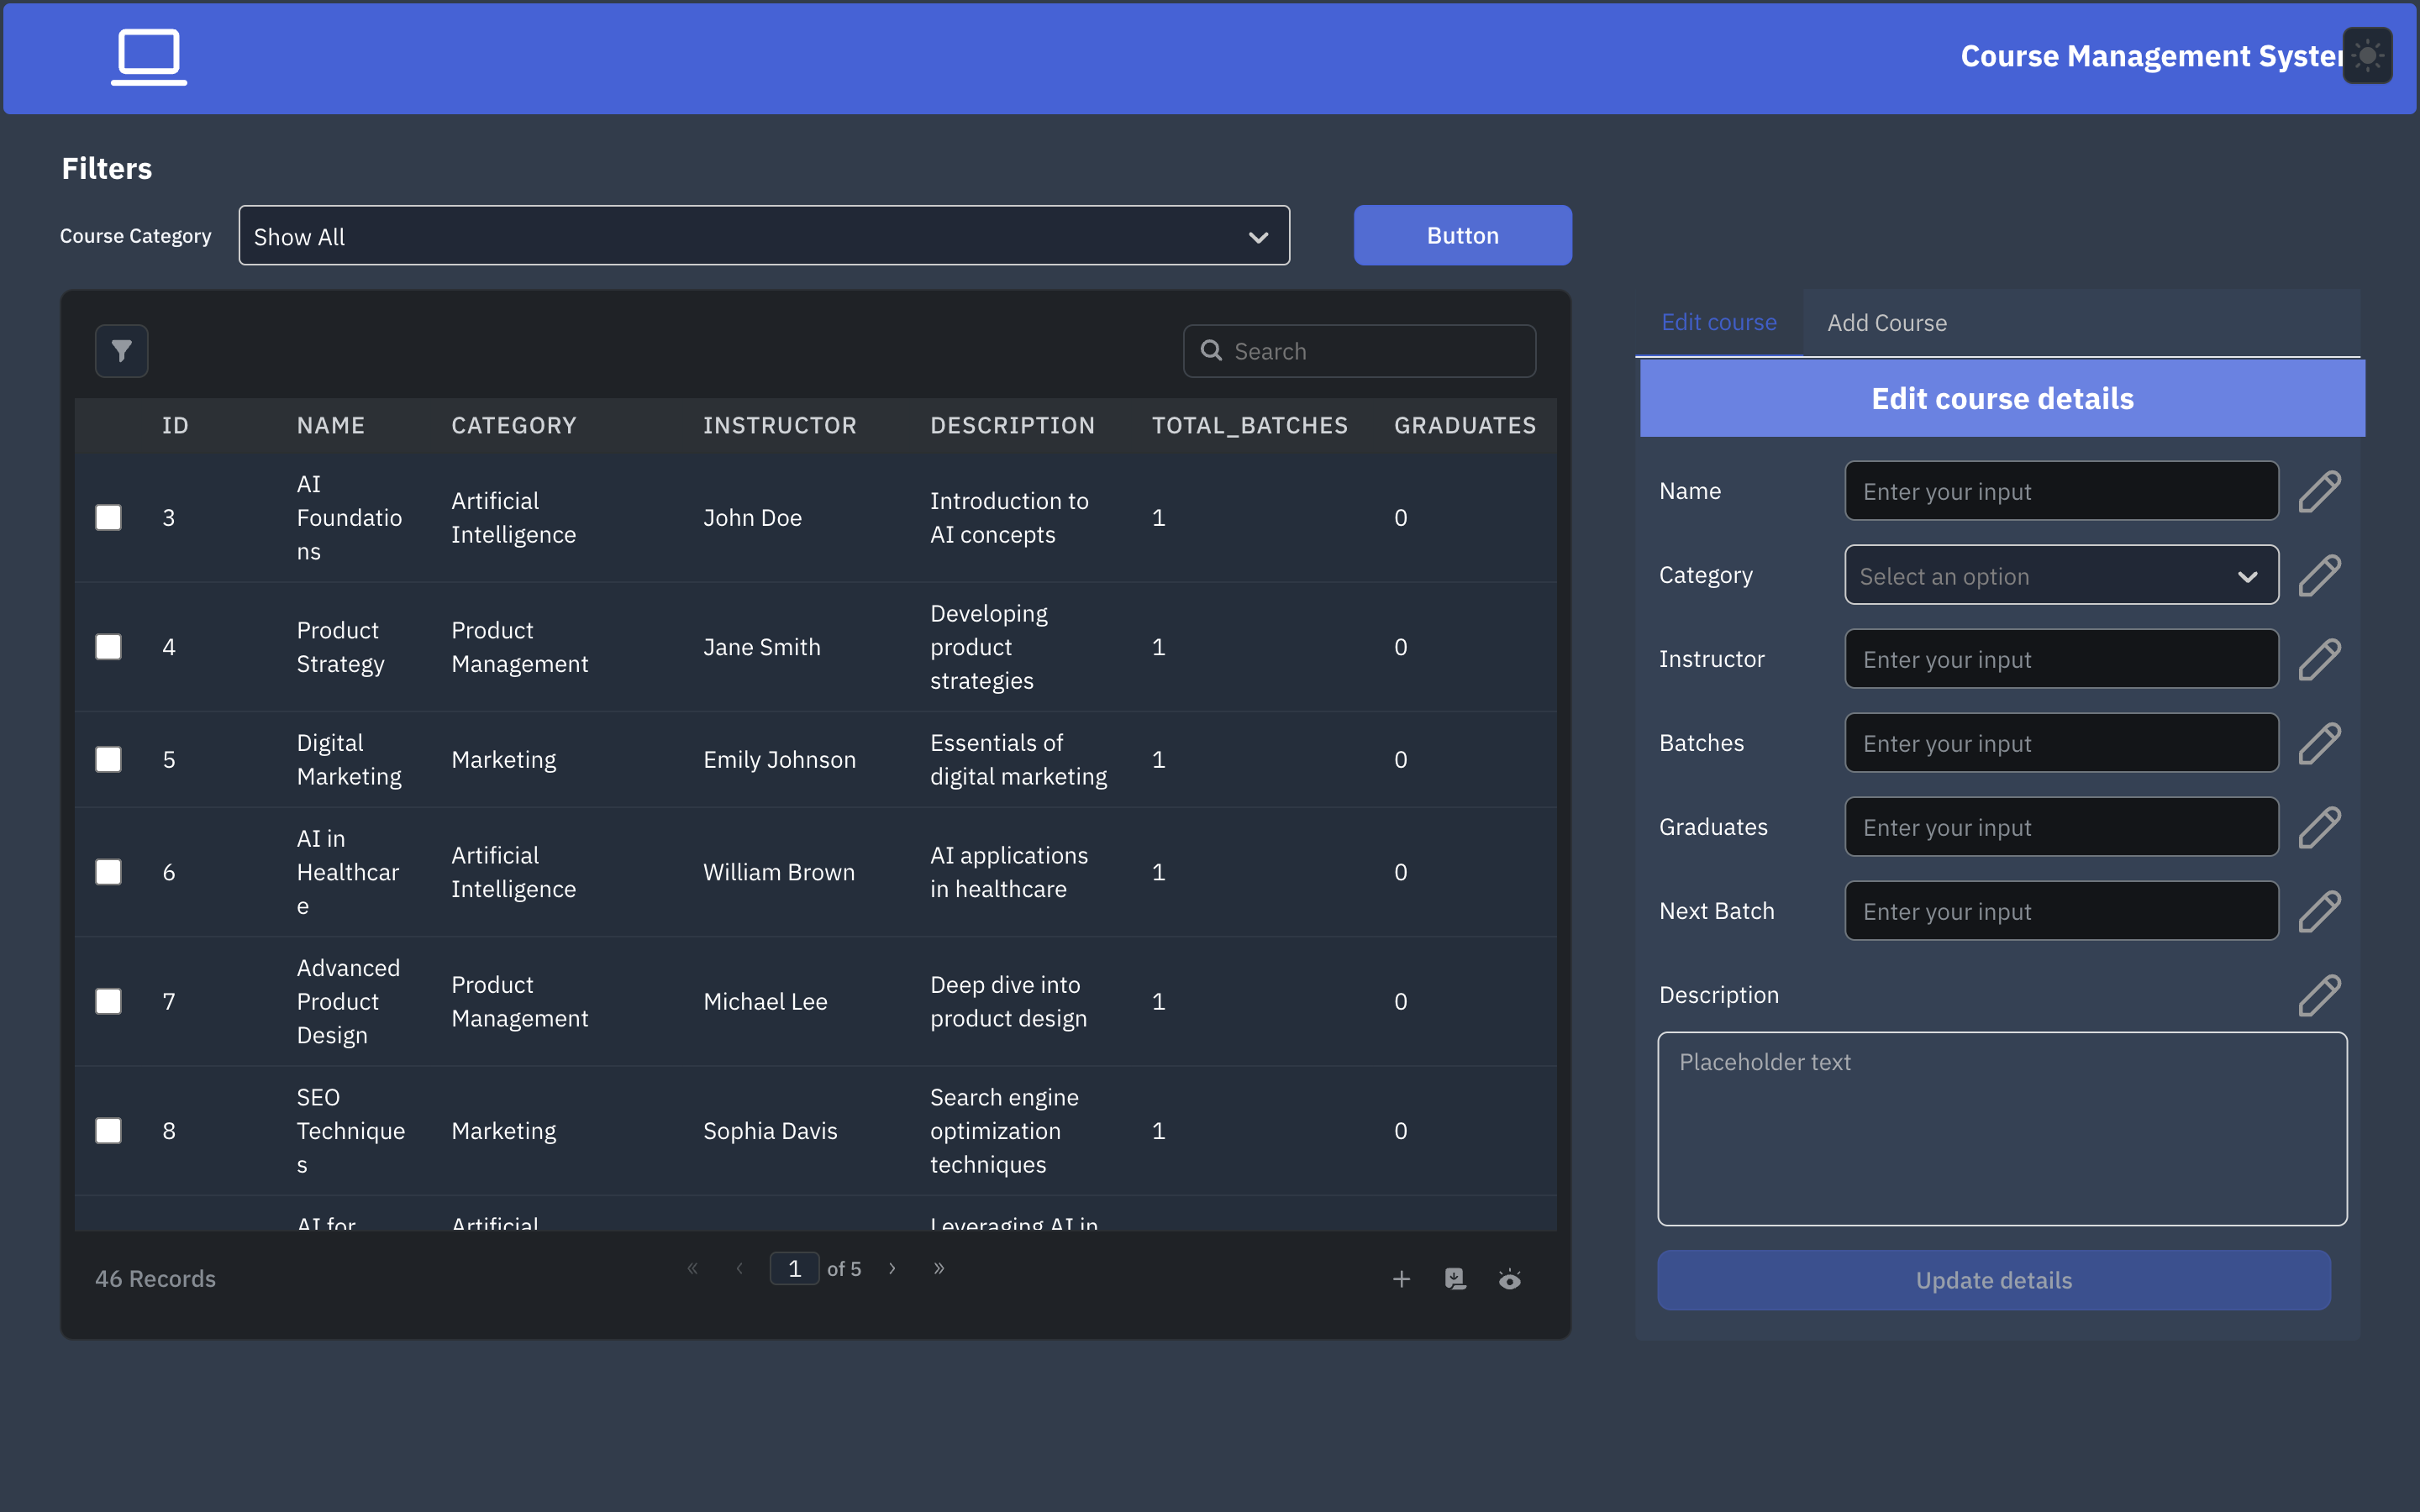 Course Management Syster
Filters
Course Category
Show All
Button
Search
ID NAME CATEGORY INSTRUCTOR DESCRIPTION TOTAL_BATCHES GRADUATES
3
AI
Foundatio
ns
Artificial
Intelligence
John Doe
Introduction to
AI concepts
1
0
4
Product
Strategy
Product
Management
Jane Smith
Developing
product
strategies
1
0
5
Digital
Marketing
Marketing
Emily Johnson
Essentials of
digital marketing
1
0
6
AI in
Healthcar
e
Artificial
Intelligence
William Brown
AI applications
in healthcare
1
0
7
Advanced
Product
Design
Product
Management
Michael Lee
Deep dive into
product design
1
0
8
SEO
Technique
s
Marketing
Sophia Davis
Search engine
optimization
techniques
1
0
AI for
Artificial
Leveraging AI in
46 Records
« ‹ 1 of 5 › »
Edit course
Add Course
Edit course details
Name
Enter your input
Category
Select an option
Instructor
Enter your input
Batches
Enter your input
Graduates
Enter your input
Next Batch
Enter your input
Description
Placeholder text
Update details